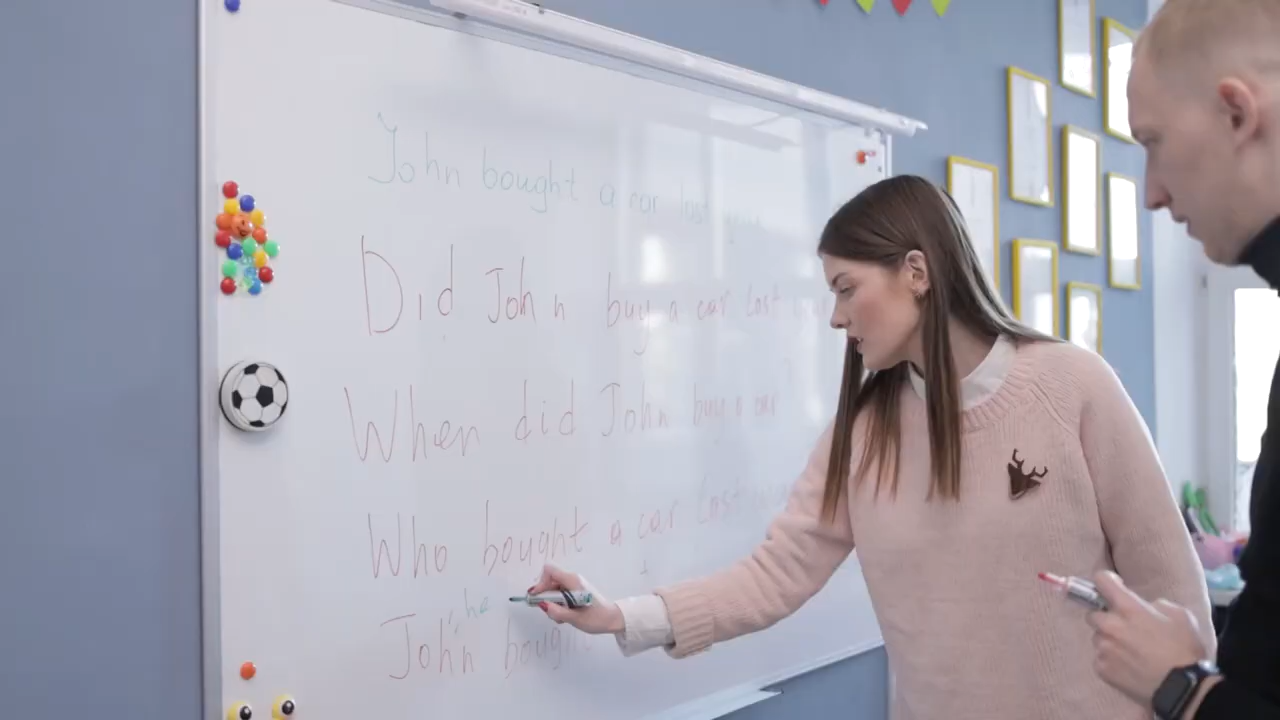 John bought a car last year
Did John buy a car last year
When did John buy a car
Who bought a car last year
ha
John bought